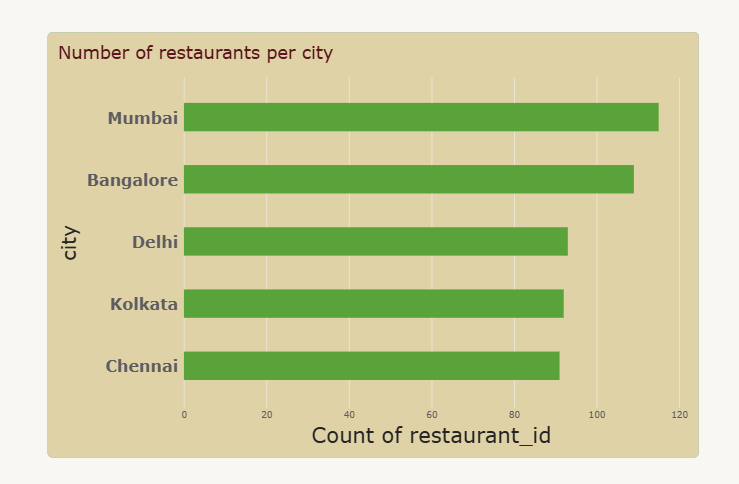 Number of restaurants per city
Mumbai
Bangalore
Delhi
Kolkata
Chennai
city
0 20 40 60 80 100 120
Count of restaurant_id